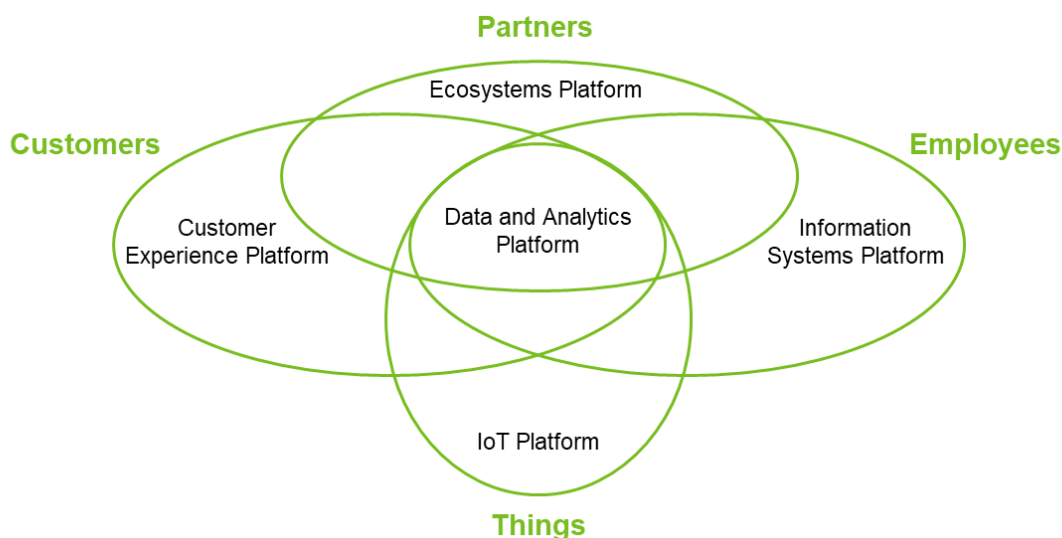 Partners
Ecosystems Platform
Customers
Employees
Customer
Experience Platform
Data and Analytics
Platform
Information
Systems Platform
IoT Platform
Things